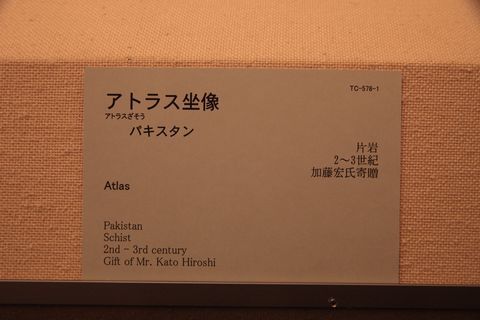 TC-578-1
アトラス坐像
アトラスざそう
パキスタン
片岩
2～3世紀
加藤宏氏寄贈
Atlas
Pakistan
Schist
2nd - 3rd century
Gift of Mr. Kato Hiroshi